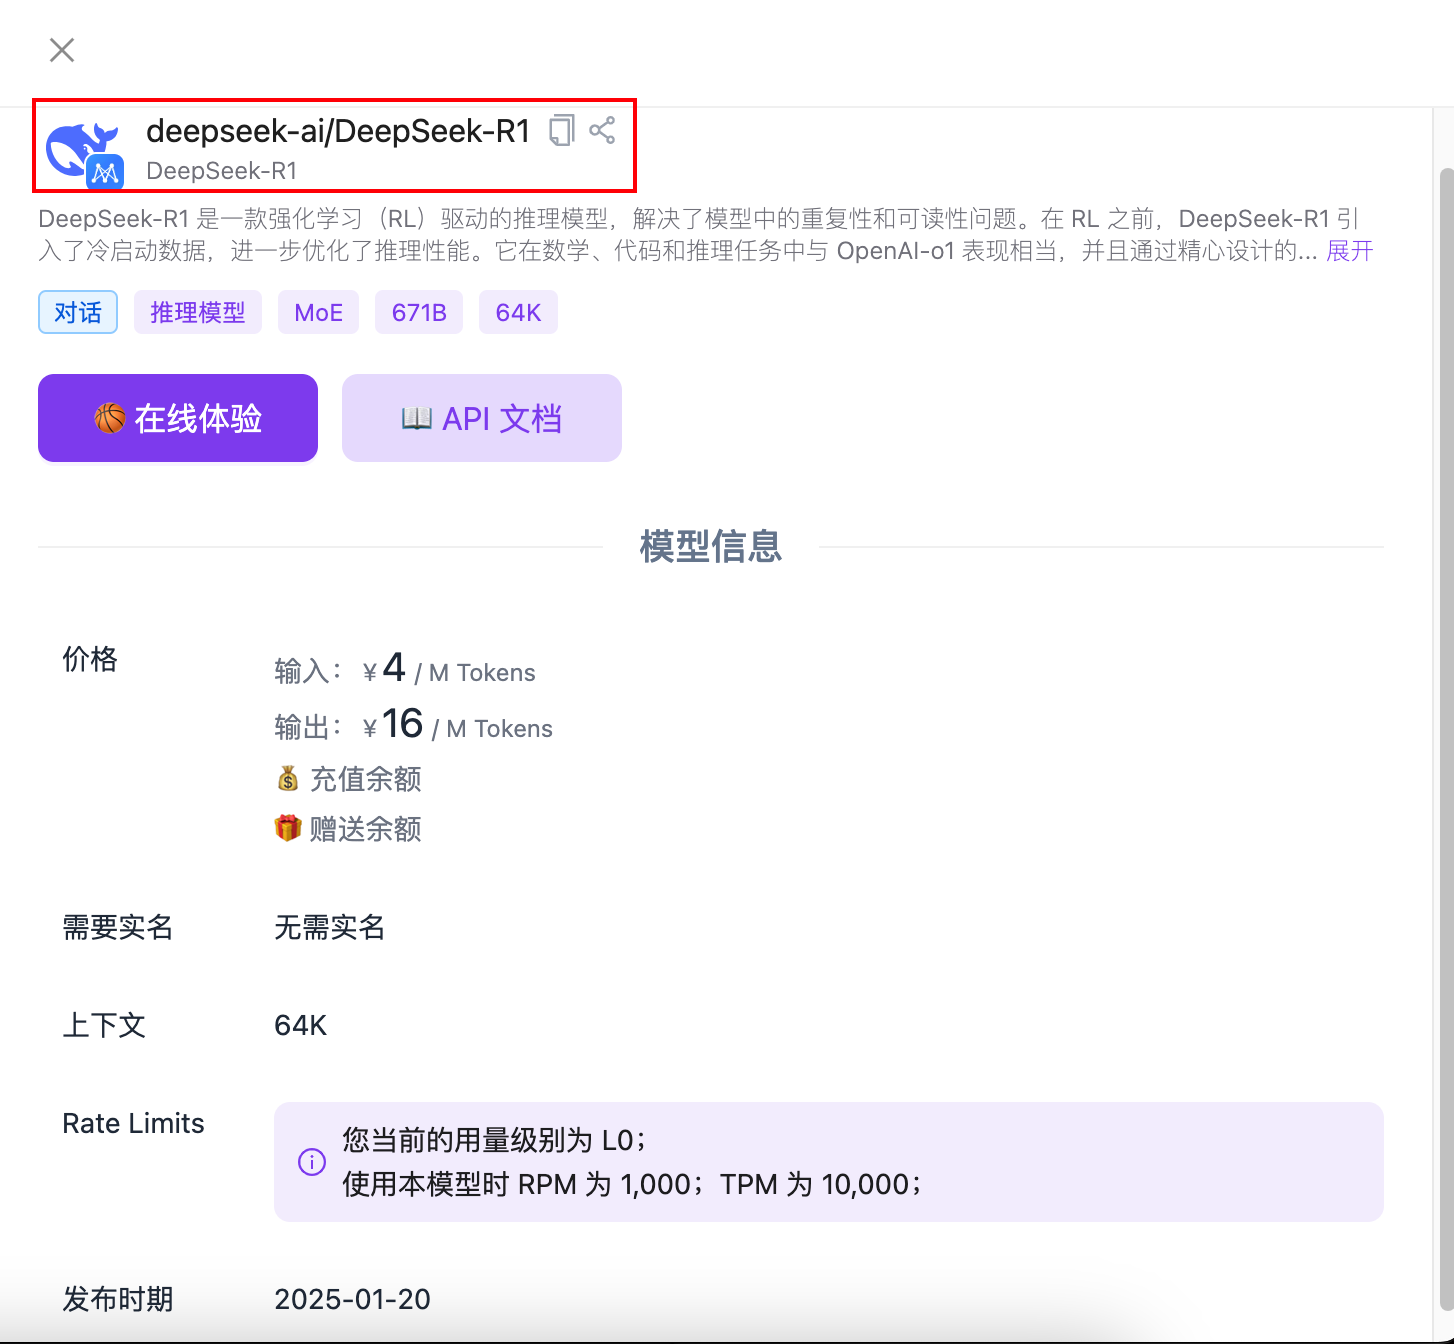 deepseek-ai/DeepSeek-R1
DeepSeek-R1
DeepSeek-R1 是一款强化学习（RL）驱动的推理模型，解决了模型中的重复性和可读性问题。在 RL 之前，DeepSeek-R1 引
入了冷启动数据，进一步优化了推理性能。它在数学、代码和推理任务中与 OpenAI-o1 表现相当，并且通过精心设计的... 展开
对话 推理模型 MoE 671B 64K
在线体验 API 文档
模型信息
价格
输入： ¥ 4 / M Tokens
输出： ¥ 16 / M Tokens
充值余额
赠送余额
需要实名 无需实名
上下文 64K
Rate Limits
您当前的用量级别为 L0；
使用本模型时 RPM 为 1,000；TPM 为 10,000；
发布时期 2025-01-20